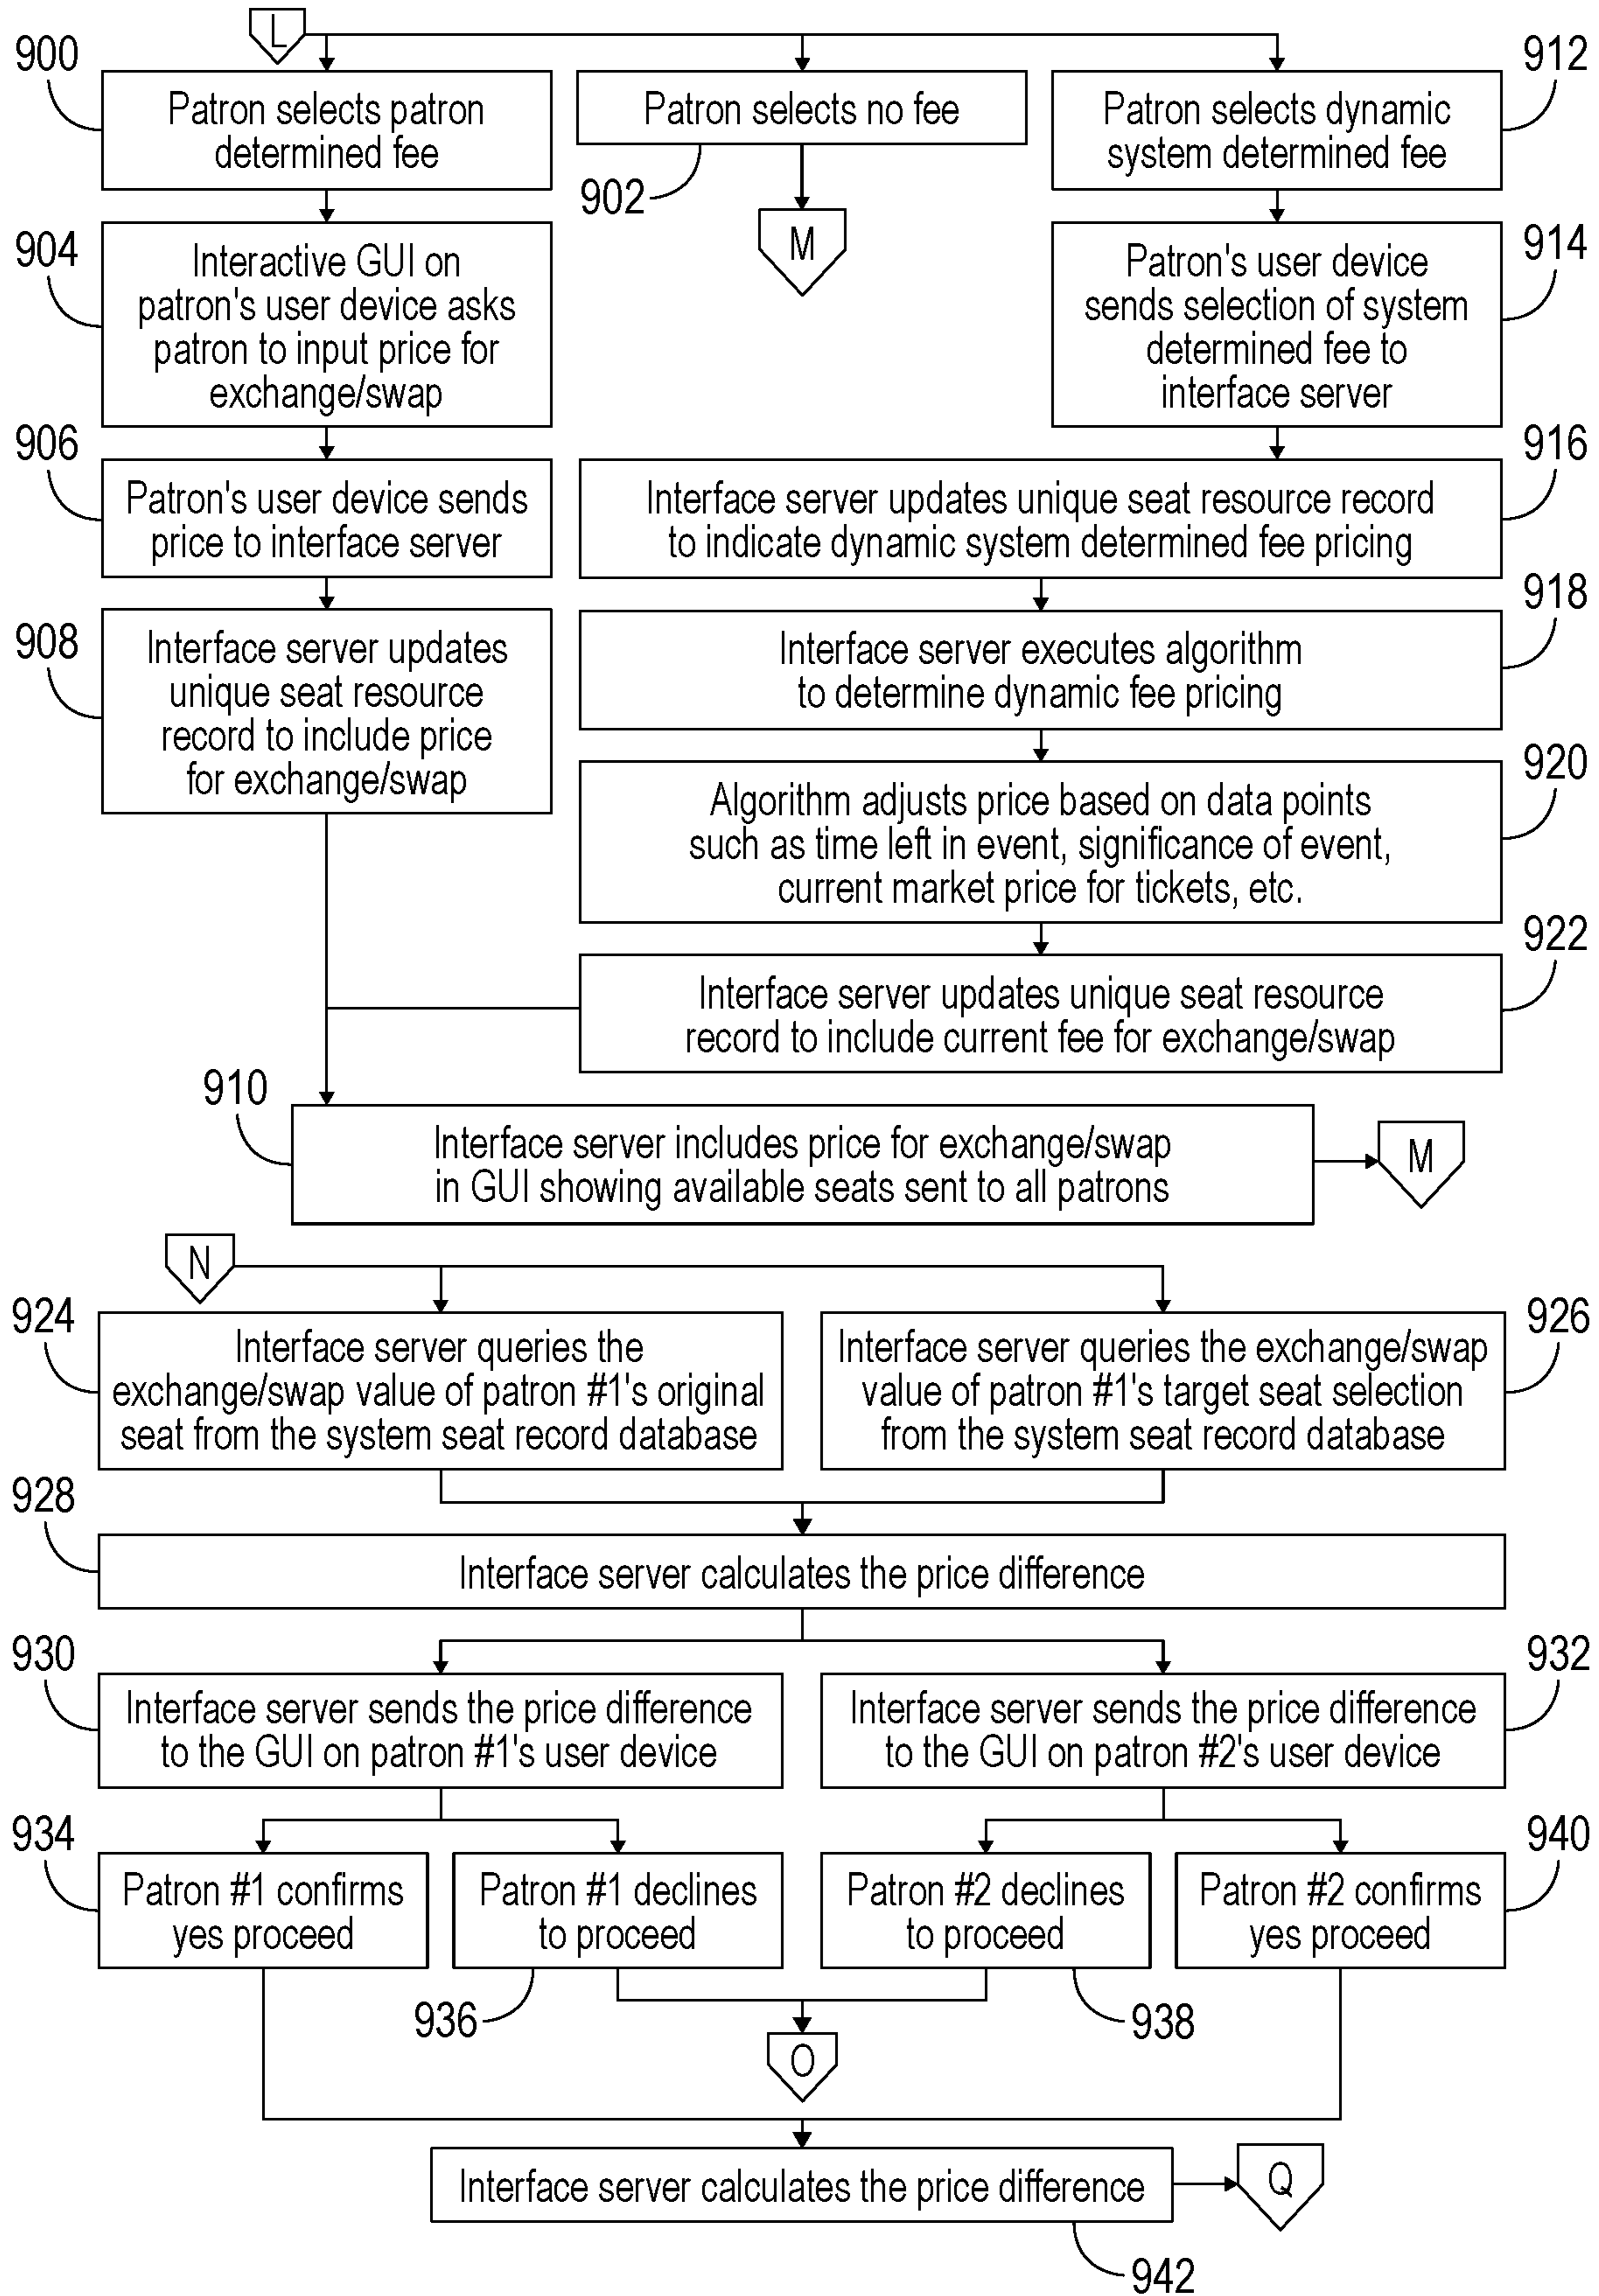 L
900
Patron selects patron
determined fee
Patron selects no fee
902
M
912
Patron selects dynamic
system determined fee
904
Interactive GUI on
patron's user device asks
patron to input price for
exchange/swap
914
Patron's user device
sends selection of system
determined fee to
interface server
906
Patron's user device sends
price to interface server
916
Interface server updates unique seat resource record
to indicate dynamic system determined fee pricing
908
Interface server updates
unique seat resource
record to include price
for exchange/swap
918
Interface server executes algorithm
to determine dynamic fee pricing
920
Algorithm adjusts price based on data points
such as time left in event, significance of event,
current market price for tickets, etc.
922
Interface server updates unique seat resource
record to include current fee for exchange/swap
910
Interface server includes price for exchange/swap
in GUI showing available seats sent to all patrons
M
N
924
Interface server queries the
exchange/swap value of patron #1's original
seat from the system seat record database
926
Interface server queries the exchange/swap
value of patron #1's target seat selection
from the system seat record database
928
Interface server calculates the price difference
930
Interface server sends the price difference
to the GUI on patron #1's user device
932
Interface server sends the price difference
to the GUI on patron #2's user device
934
Patron #1 confirms
yes proceed
Patron #1 declines
to proceed
936
Patron #2 declines
to proceed
938
940
Patron #2 confirms
yes proceed
O
Interface server calculates the price difference
942
Q